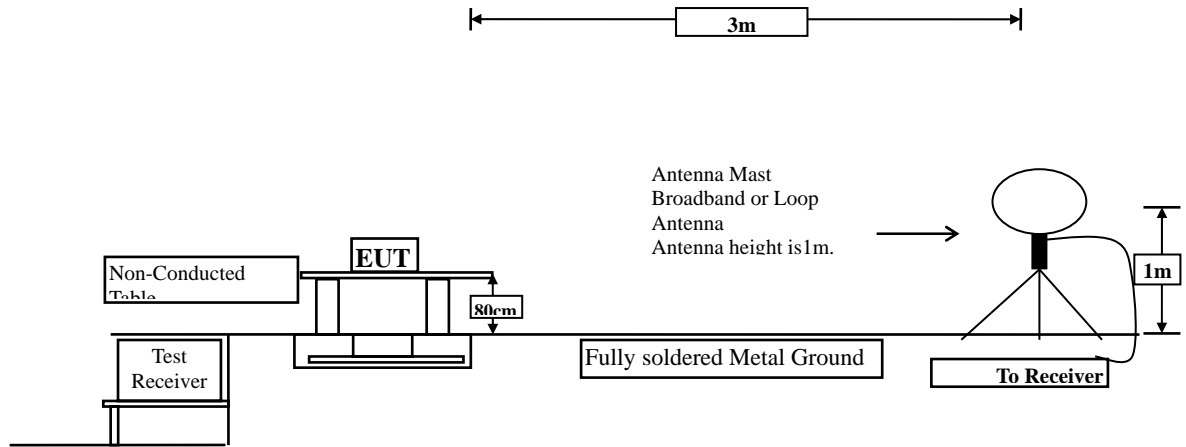 3m
Antenna Mast
Broadband or Loop
Antenna
Antenna height is1m.
EUT
Non-Conducted
Table
80cm
1m
Test
Receiver
Fully soldered Metal Ground
To Receiver